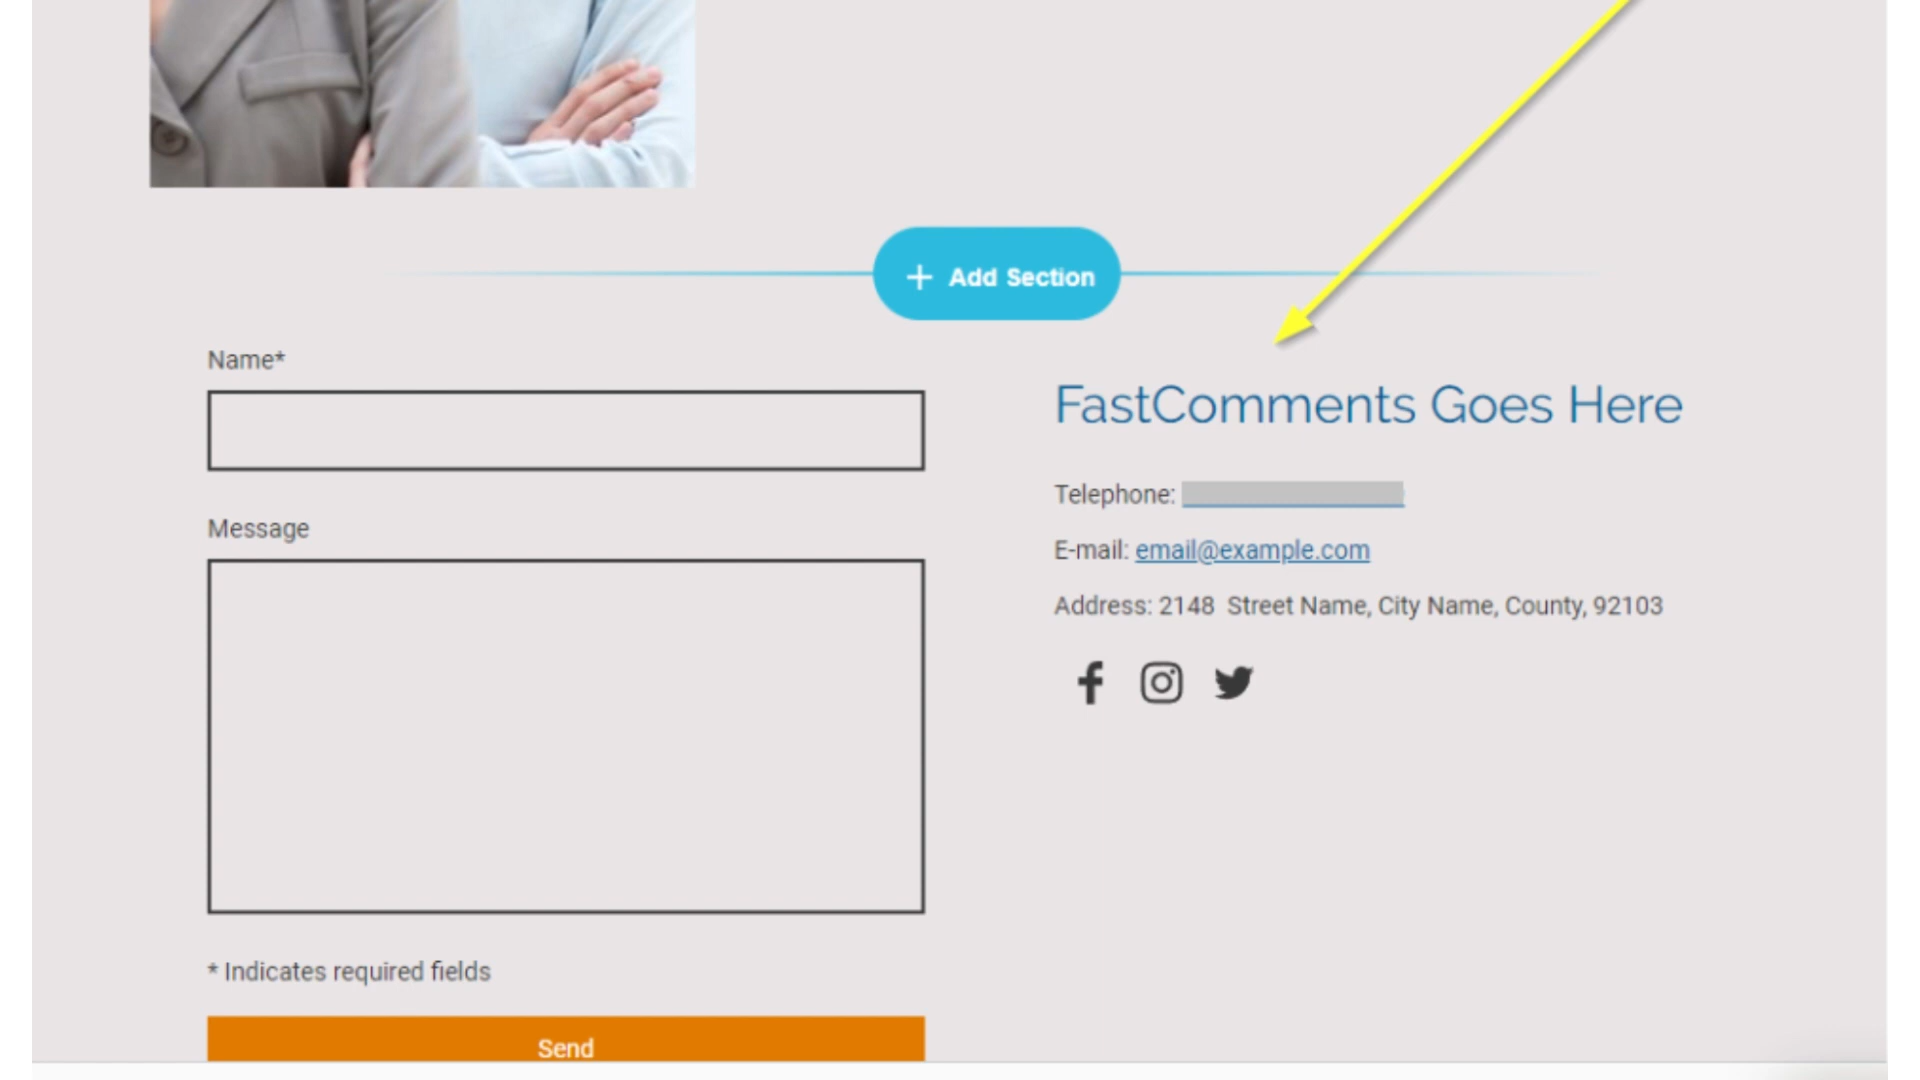 + Add Section
Name*
Message
* Indicates required fields
Send
FastComments Goes Here
Telephone:
E-mail: email@example.com
Address: 2148 Street Name, City Name, County, 92103